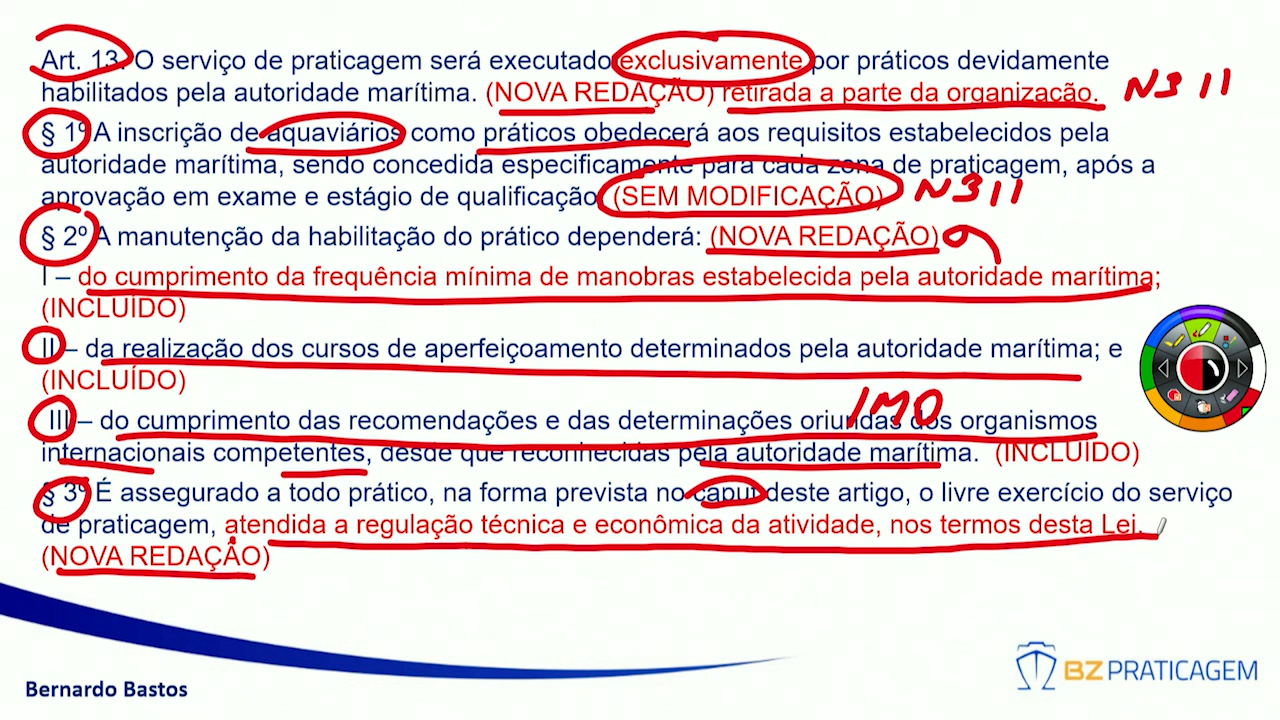 Art. 13. O serviço de praticagem será executado exclusivamente por práticos devidamente
habilitados pela autoridade marítima. (NOVA REDAÇÃO) retirada a parte da organização. N311
§ 1º A inscrição de aquaviários como práticos obedecerá aos requisitos estabelecidos pela
autoridade marítima, sendo concedida especificamente para cada zona de praticagem, após a
aprovação em exame e estágio de qualificação. (SEM MODIFICAÇÃO) N311
§ 2º A manutenção da habilitação do prático dependerá: (NOVA REDAÇÃO)
I – do cumprimento da frequência mínima de manobras estabelecida pela autoridade marítima;
(INCLUÍDO)
II – da realização dos cursos de aperfeiçoamento determinados pela autoridade marítima; e
(INCLUÍDO)
IMO
III – do cumprimento das recomendações e das determinações oriundas dos organismos
internacionais competentes, desde que reconhecidas pela autoridade marítima. (INCLUÍDO)
§ 3º É assegurado a todo prático, na forma prevista no caput deste artigo, o livre exercício do serviço
de praticagem, atendida a regulação técnica e econômica da atividade, nos termos desta Lei.
(NOVA REDAÇÃO)
Bernardo Bastos
BZPRATICAGEM